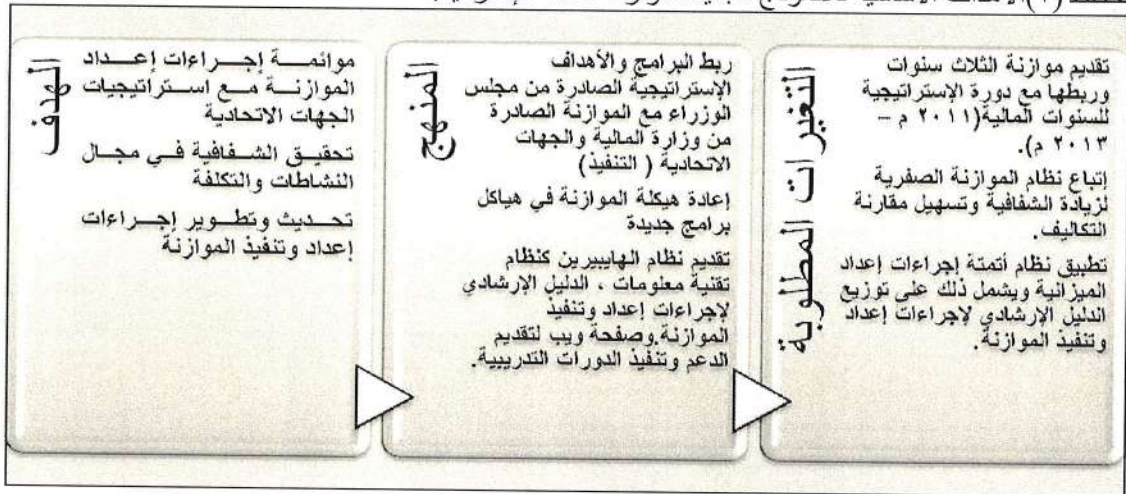 الهدف
موائمة إجراءات إعداد
الموازنة مع استراتيجيات
الجهات الاتحادية
تحقيق الشفافية في مجال
النشاطات والتكلفة
تحديث وتطوير إجراءات
إعداد وتنفيذ الموازنة
المنهج
ربط البرامج والأهداف
الإستراتيجية الصادرة من مجلس
الوزراء مع الموازنة الصادرة
من وزارة المالية والجهات
الاتحادية ( التنفيذ)
إعادة هيكلة الموازنة في هياكل
برامج جديدة
تقديم نظام الهايبيرين كنظام
تقنية معلومات ، الدليل الإرشادي
لإجراءات إعداد وتنفيذ
الموازنة.وصفحة ويب لتقديم
الدعم وتنفيذ الدورات التدريبية.
التغيرات المطلوبة
تقديم موازنة الثلاث سنوات
وربطها مع دورة الإستراتيجية
للسنوات المالية(٢٠١١ م –
٢٠١٣ م).
إتباع نظام الموازنة الصفرية
لزيادة الشفافية وتسهيل مقارنة
التكاليف.
تطبيق نظام أتمتة إجراءات إعداد
الميزانية ويشمل ذلك على توزيع
الدليل الإرشادي لإجراءات إعداد
وتنفيذ الموازنة.